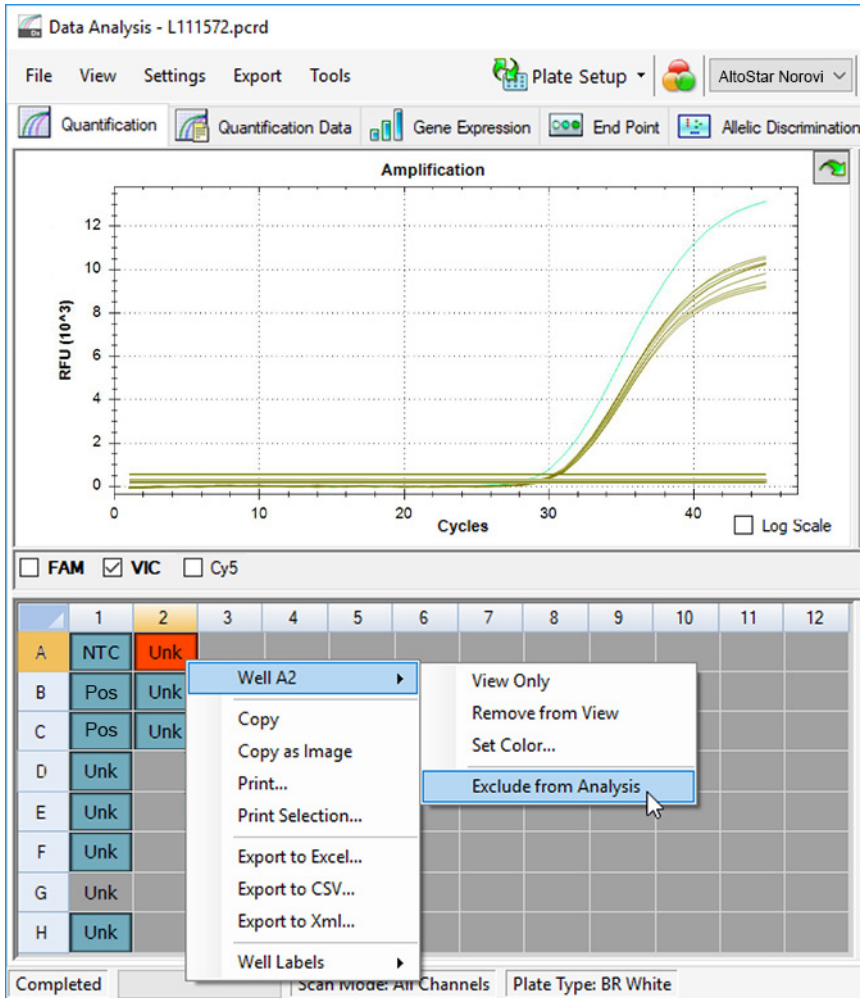 Data Analysis - L111572.pcrd
File View Settings Export Tools Plate Setup AltoStar Norovi
Quantification Quantification Data Gene Expression End Point Allelic Discrimination
Amplification
RFU (10^3)
12
10
8
6
4
2
0
0 10 20 30 40
Cycles
Log Scale
FAM VIC Cy5
1 2 3 4 5 6 7 8 9 10 11 12
A NTC Unk
B Pos Unk
C Pos Unk
D Unk
E Unk
F Unk
G Unk
H Unk
Well A2
Copy
Copy as Image
Print...
Print Selection...
Export to Excel...
Export to CSV...
Export to Xml...
Well Labels
View Only
Remove from View
Set Color...
Exclude from Analysis
Completed Scan Mode: All Channels Plate Type: BR White